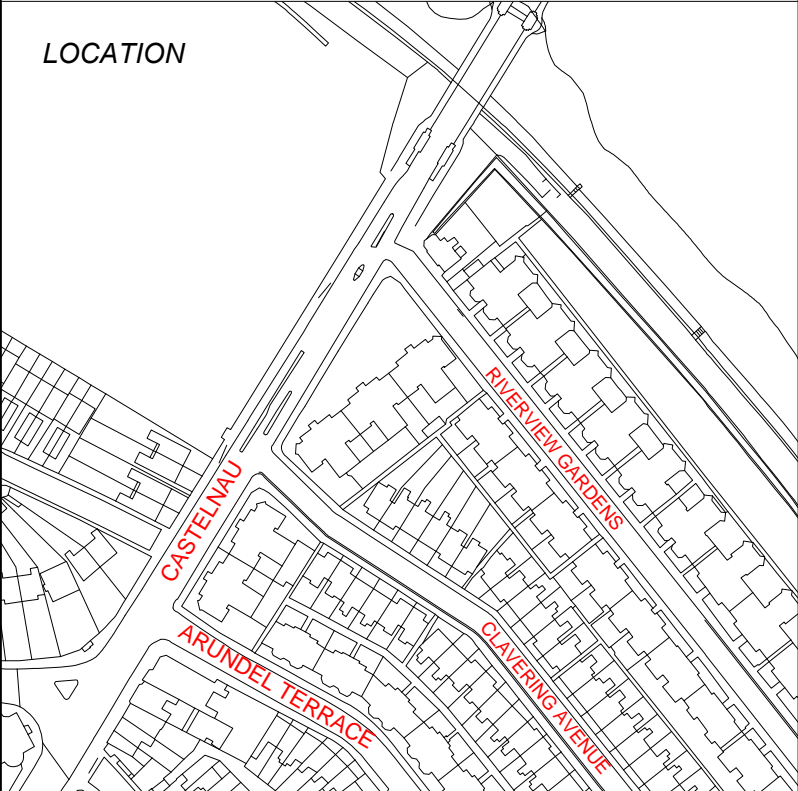 LOCATION
RIVERVIEW GARDENS
CASTELNAU
CLAVERING AVENUE
ARUNDEL TERRACE